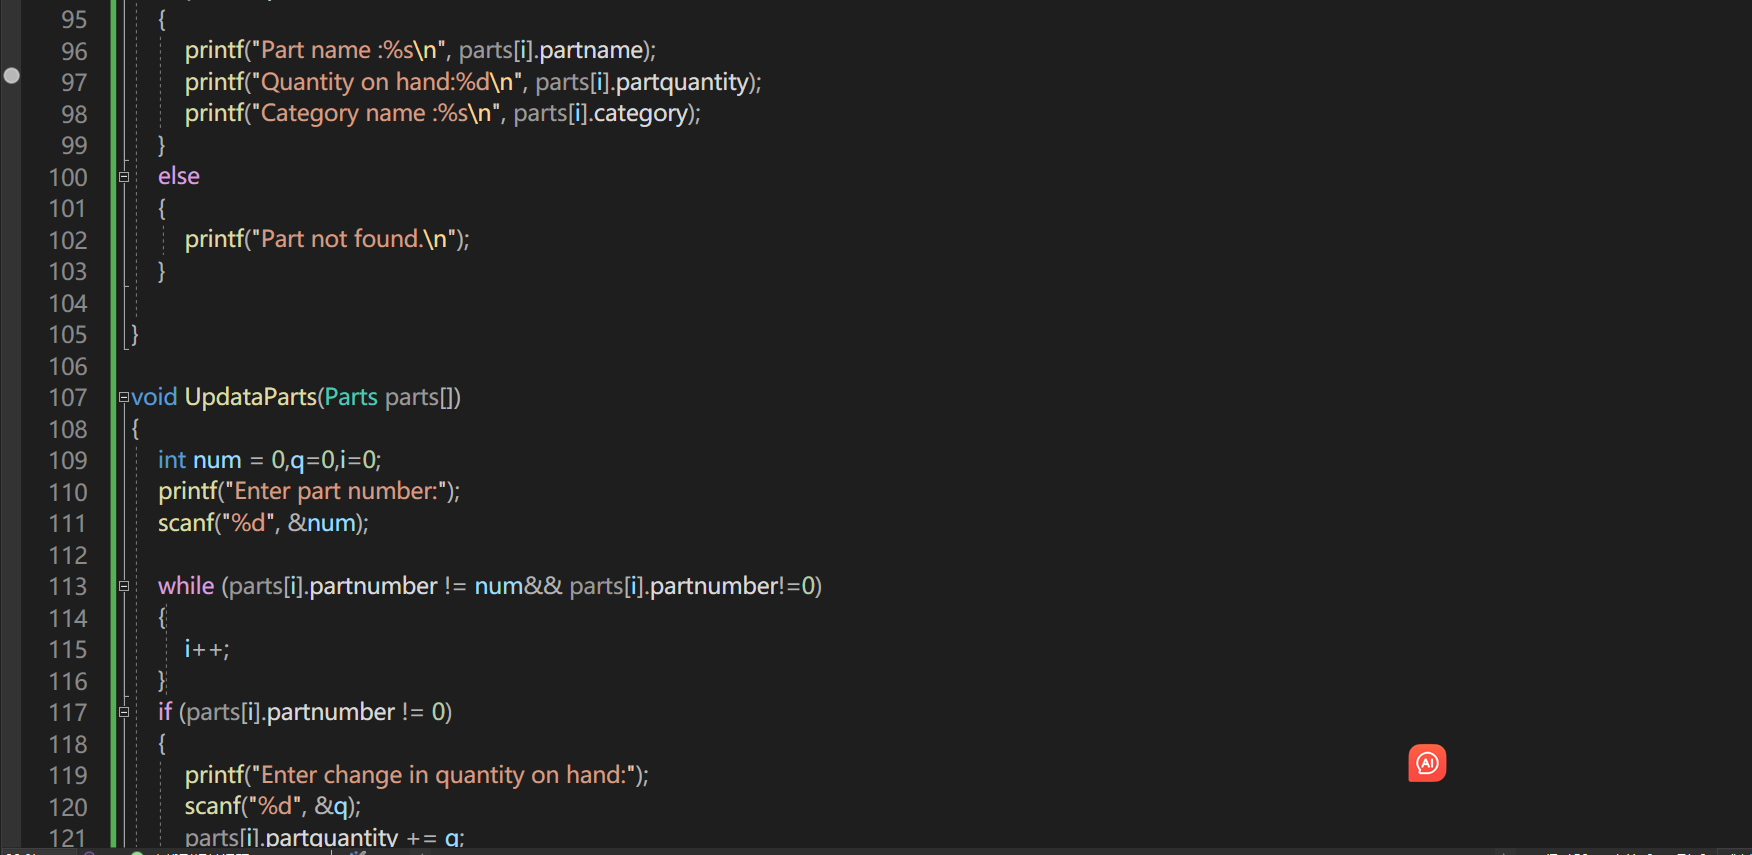 95 {
96 printf("Part name :%s\n", parts[i].partname);
97 printf("Quantity on hand:%d\n", parts[i].partquantity);
98 printf("Category name :%s\n", parts[i].category);
99 }
100 else
101 {
102 printf("Part not found.\n");
103 }
104
105 }
106
107 void UpdataParts(Parts parts[])
108 {
109 int num = 0,q=0,i=0;
110 printf("Enter part number:");
111 scanf("%d", &num);
112
113 while (parts[i].partnumber != num&& parts[i].partnumber!=0)
114 {
115 i++;
116 }
117 if (parts[i].partnumber != 0)
118 {
119 printf("Enter change in quantity on hand:");
120 scanf("%d", &q);
121 parts[i].partquantity += q;
AI